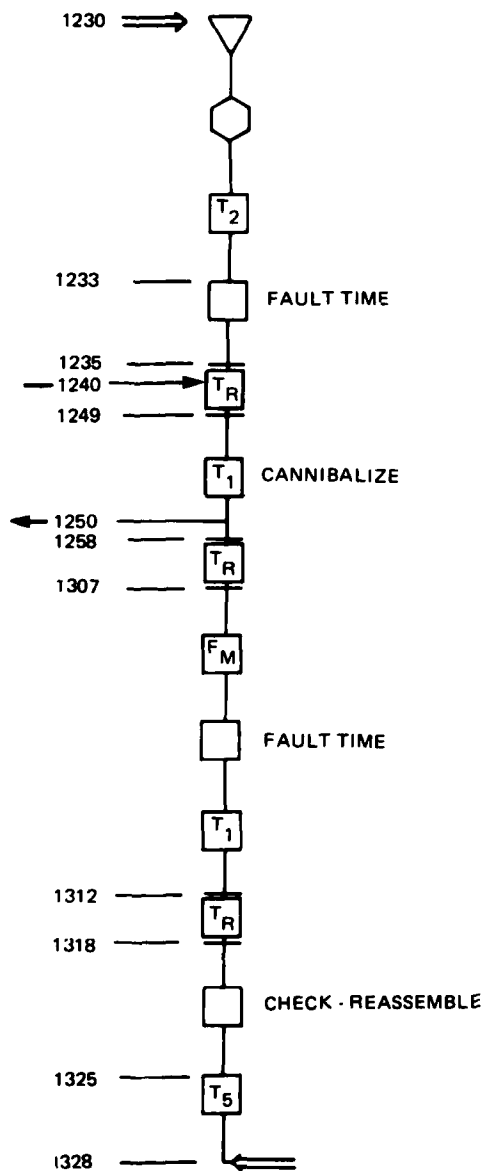 1230
T2
1233
FAULT TIME
1235
1240
TR
1249
T1 CANNIBALIZE
1250
1258
TR
1307
FM
FAULT TIME
T1
1312
TR
1318
CHECK - REASSEMBLE
1325
T5
1328